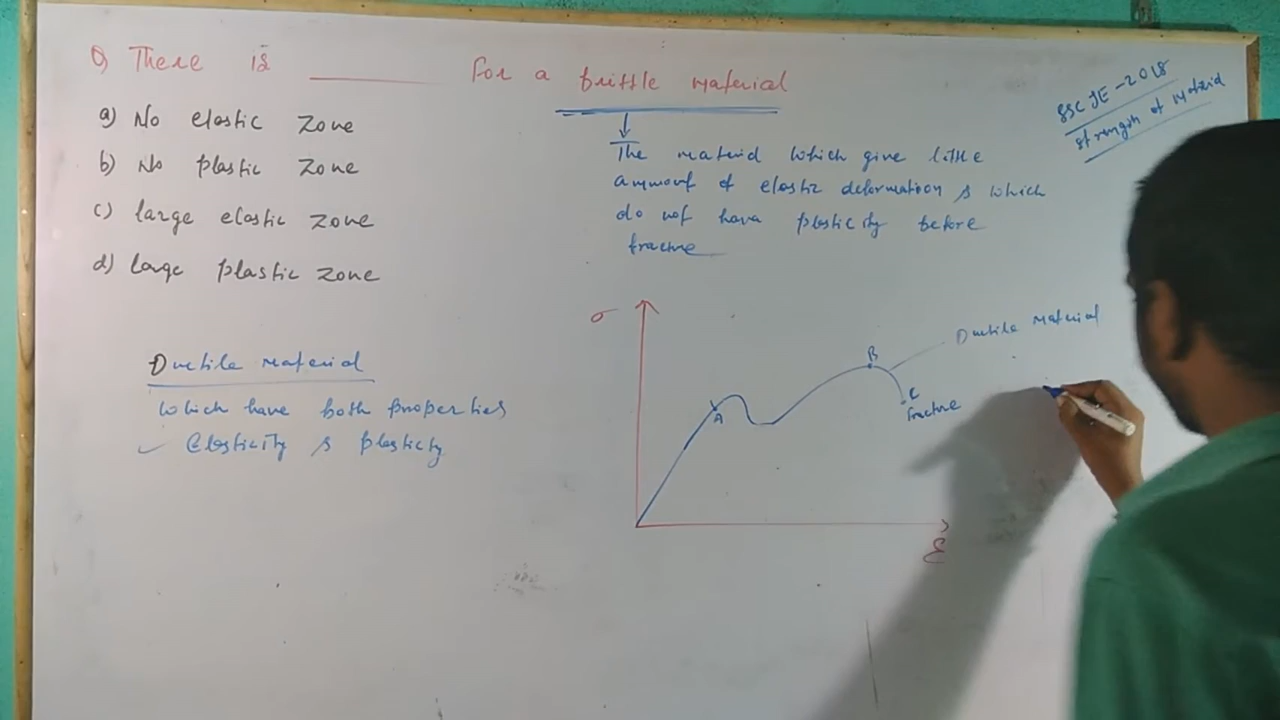 Q) There is ________ For a brittle Material
a) No elastic Zone
b) No plastic Zone
c) large elastic zone
d) large plastic zone
SSC JE-2018
Strength of Material
The material which give little
ammount of elastic deformation & which
do not have plasticity before
fracture
Ductile material
which have both properties
✓ Elasticity & plasticity
σ
A
B
C
fracture
Ductile Material
ε